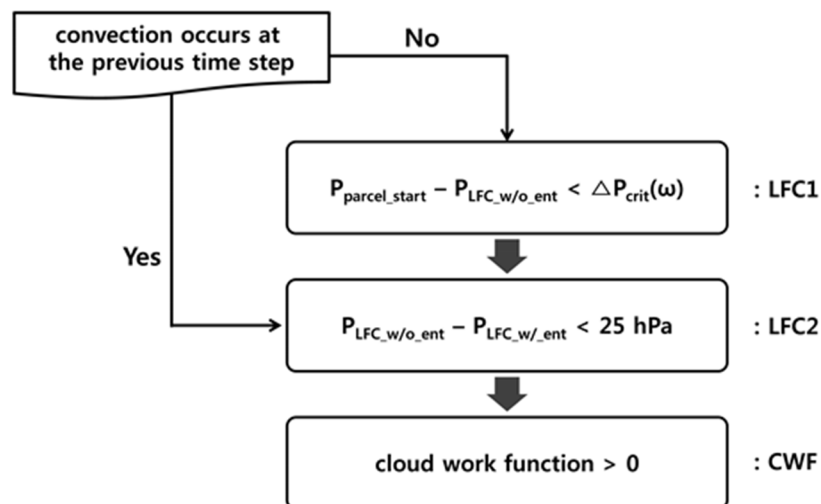 convection occurs at
the previous time step
No
P_parcel_start – P_LFC_w/o_ent < △P_crit(ω)
: LFC1
Yes
P_LFC_w/o_ent – P_LFC_w/_ent < 25 hPa
: LFC2
cloud work function > 0
: CWF